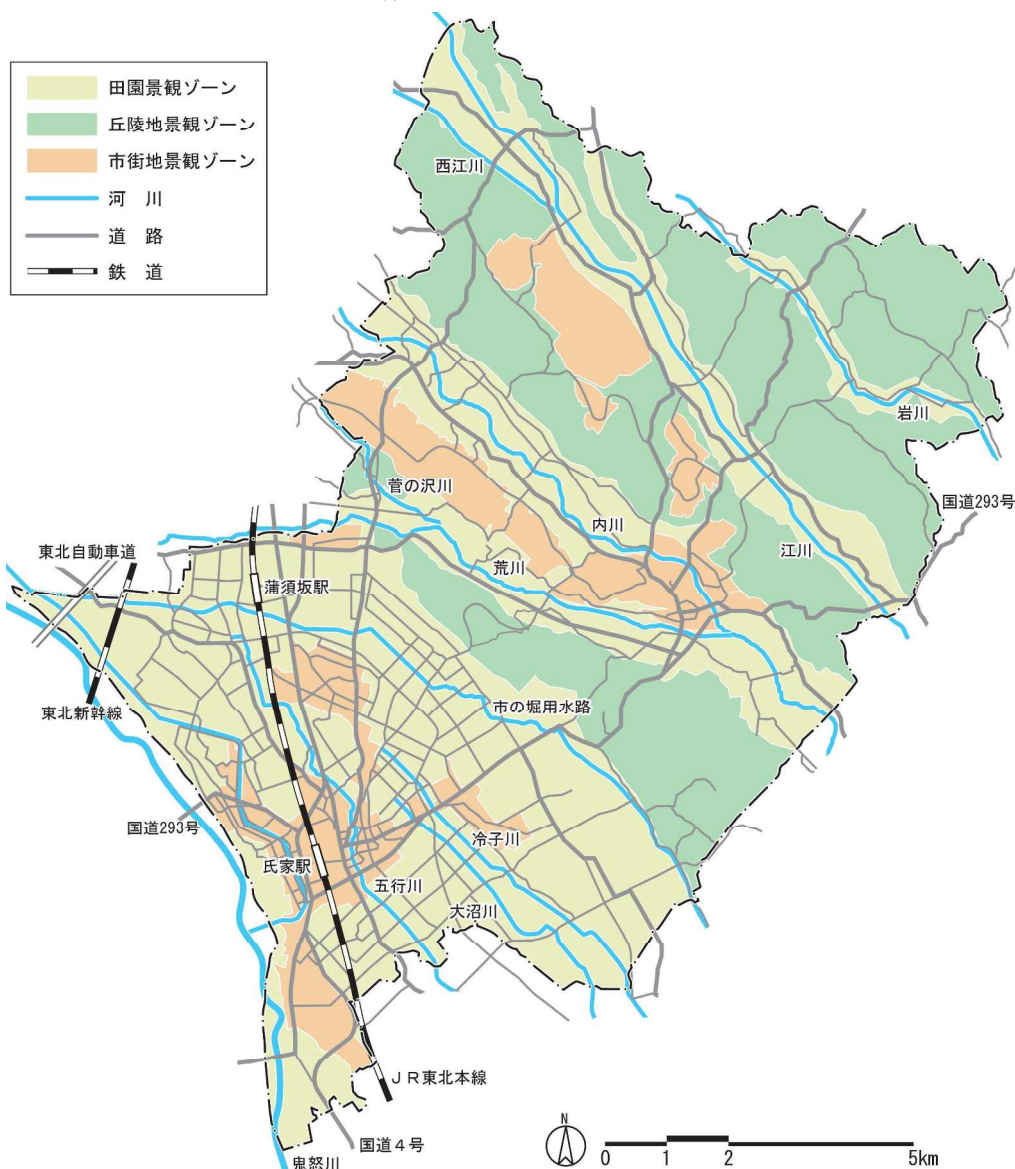 田園景観ゾーン
丘陵地景観ゾーン
市街地景観ゾーン
河　川
道　路
鉄　道
西江川
岩川
国道293号
菅の沢川
内川
江川
東北自動車道
荒川
蒲須坂駅
東北新幹線
市の堀用水路
国道293号
冷子川
氏家駅
五行川
大沼川
ＪＲ東北本線
国道４号
鬼怒川
N
0 1 2 5km